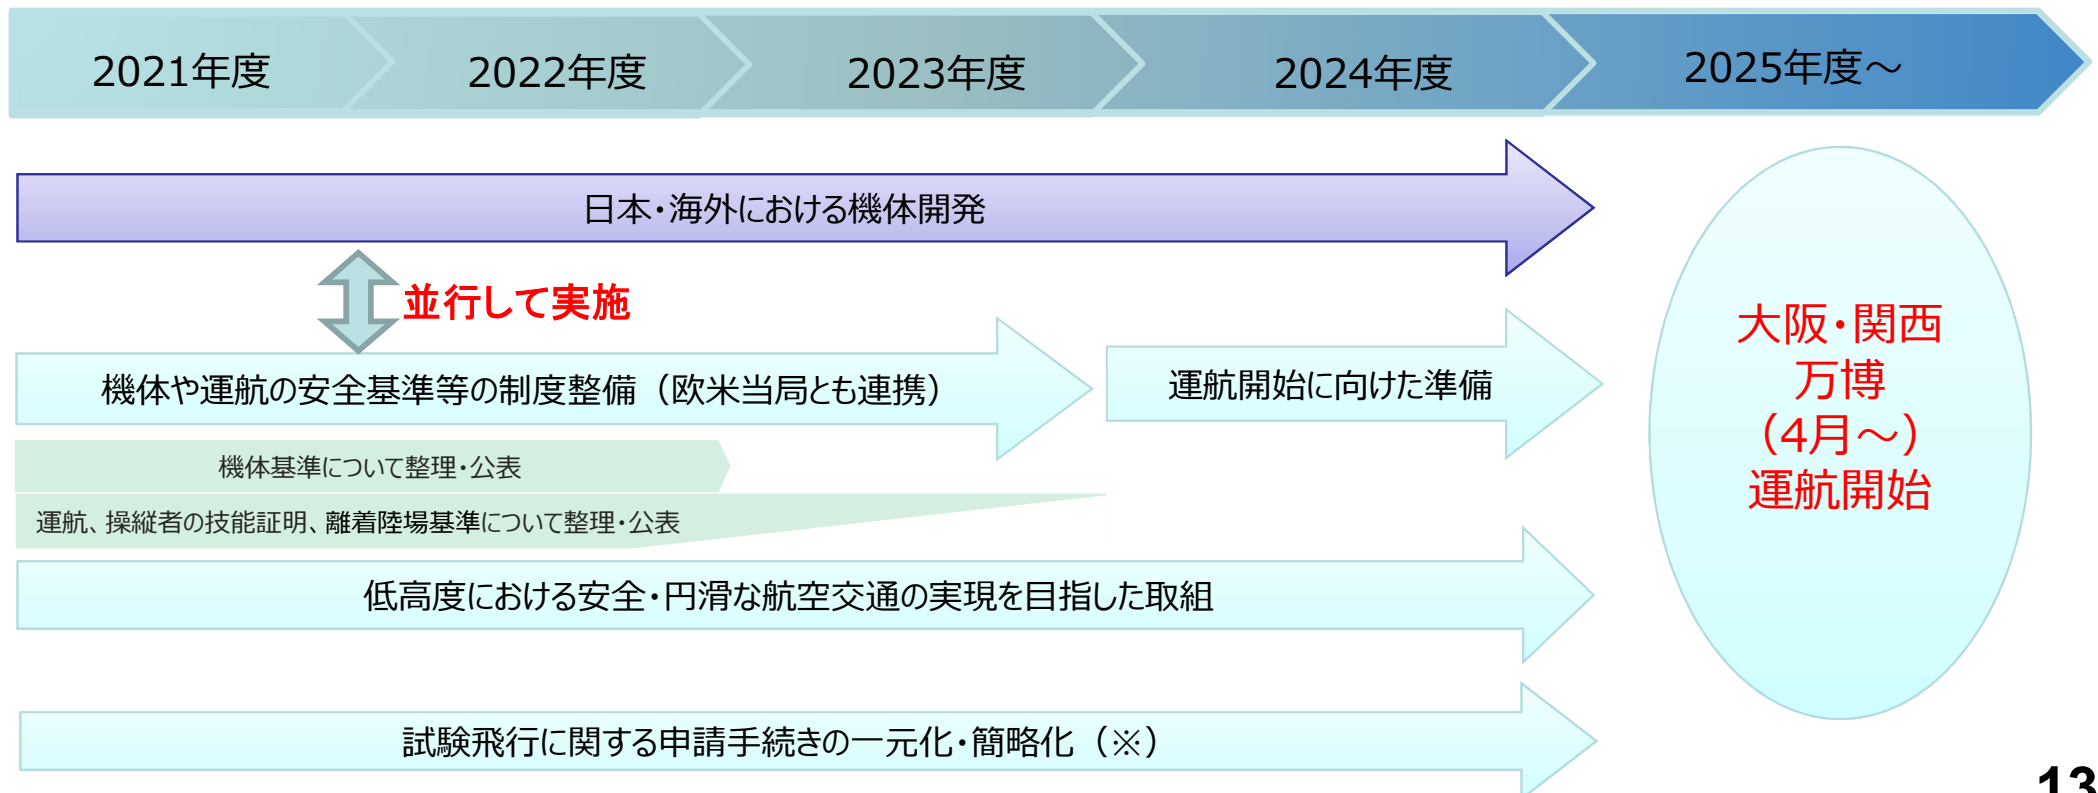 2021年度
2022年度
2023年度
2024年度
2025年度～
日本・海外における機体開発
並行して実施
機体や運航の安全基準等の制度整備（欧米当局とも連携）
運航開始に向けた準備
機体基準について整理・公表
運航、操縦者の技能証明、離着陸場基準について整理・公表
低高度における安全・円滑な航空交通の実現を目指した取組
試験飛行に関する申請手続きの一元化・簡略化（※）
大阪・関西
万博
（4月～）
運航開始
13